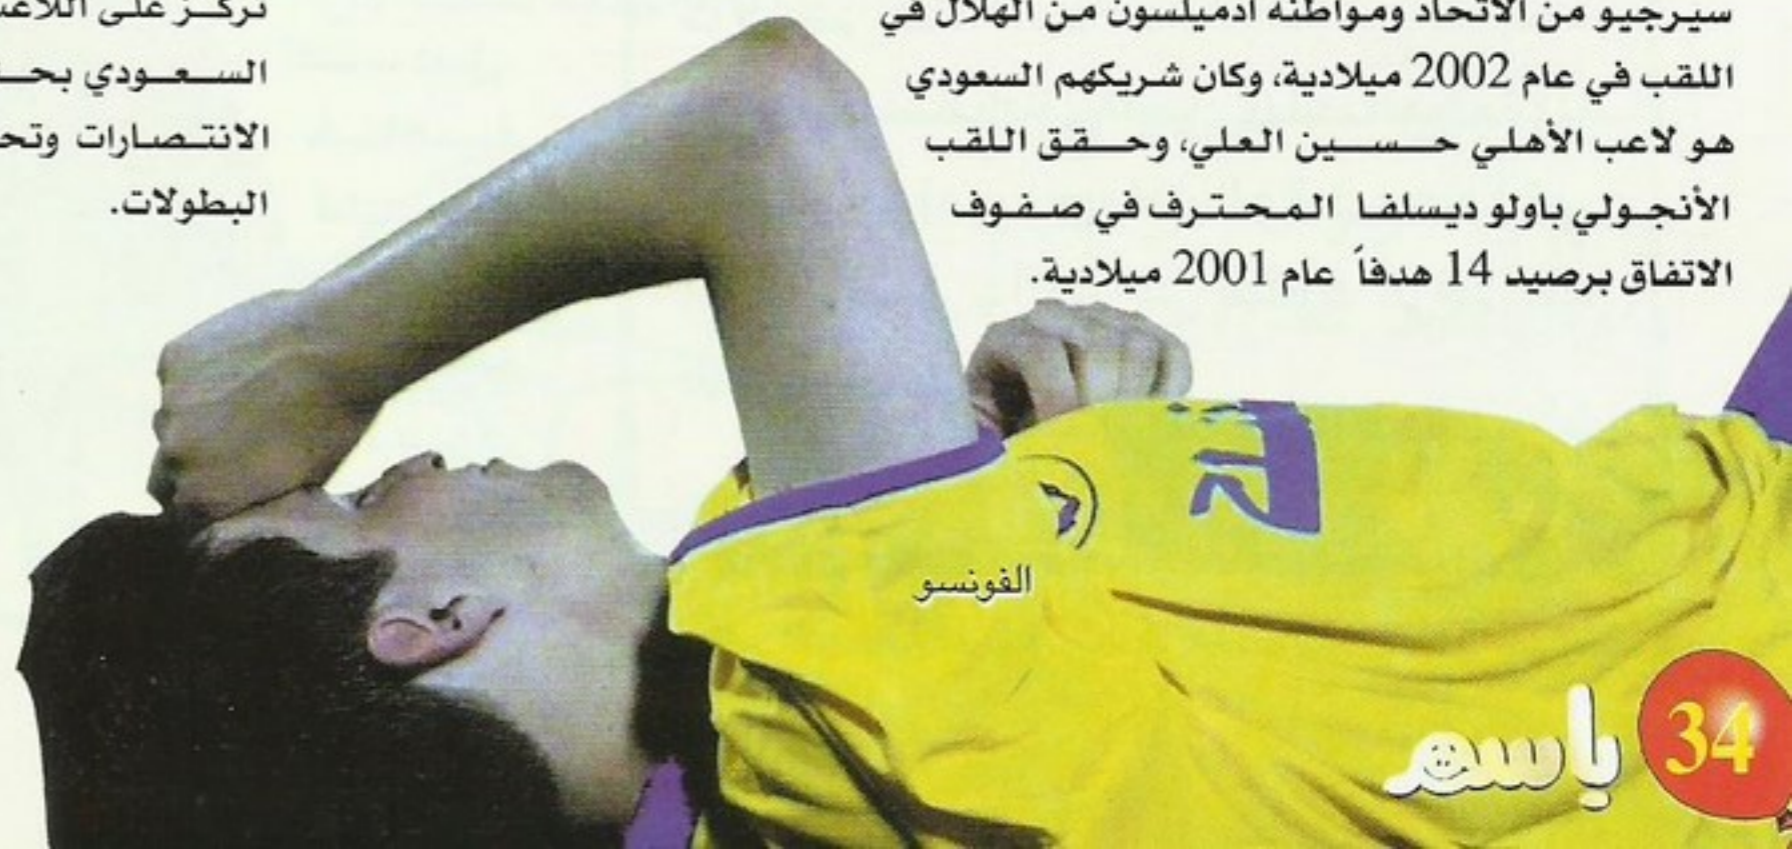 سيرجيو من الاتحاد ومواطنه ادميلسون من الهلال في
اللقب في عام 2002 ميلادية، وكان شريكهم السعودي
هو لاعب الأهلي حسين العلي، وحقق اللقب
الأنجولي باولو ديسلفا المحترف في صفوف
الاتفاق برصيد 14 هدفاً عام 2001 ميلادية.
تركز على
السعودي
الانتصارات
البطولات.
الفونسو
باسم
34